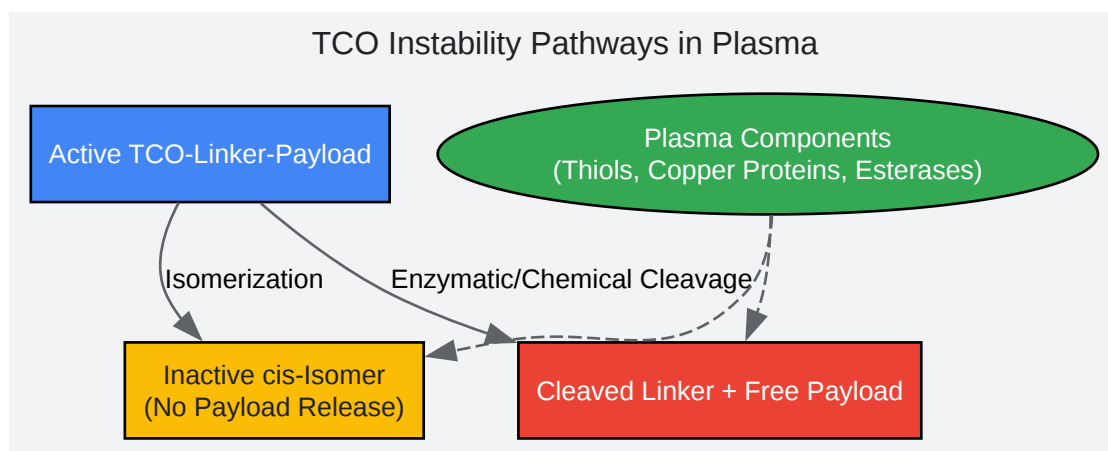 TCO Instability Pathways in Plasma
Active TCO-Linker-Payload
Plasma Components
(Thiols, Copper Proteins, Esterases)
Isomerization
Enzymatic/Chemical Cleavage
Inactive cis-Isomer
(No Payload Release)
Cleaved Linker + Free Payload